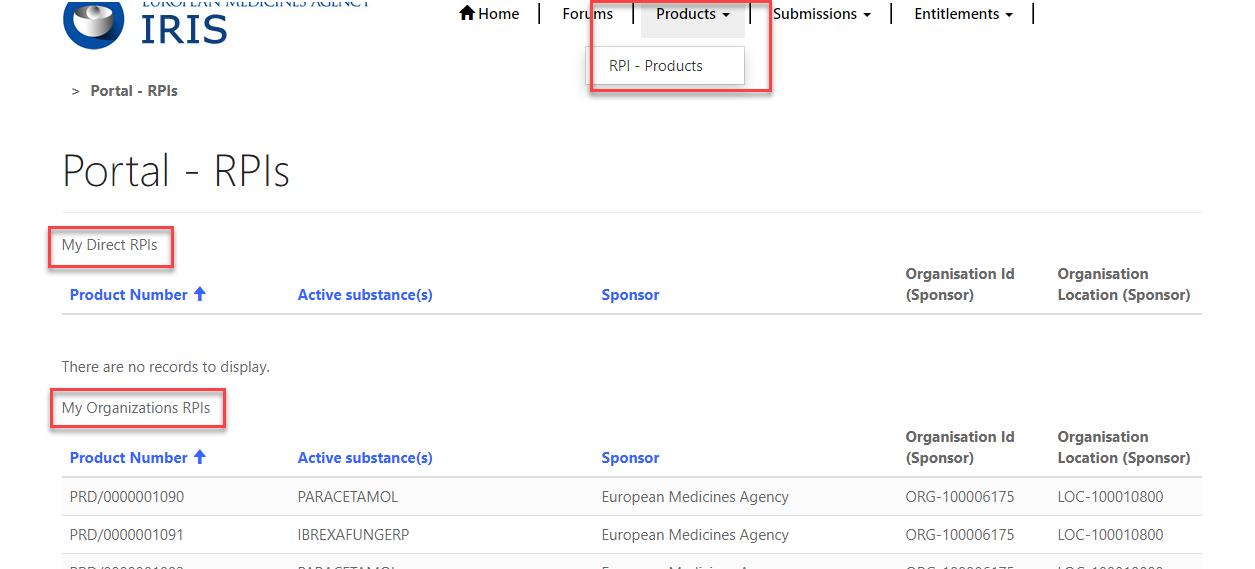 EUROPEAN MEDICINES AGENCY
IRIS
Home Forums Products Submissions Entitlements
RPI - Products
> Portal - RPIs
Portal - RPIs
My Direct RPIs
Product Number Active substance(s) Sponsor Organisation Id (Sponsor) Organisation Location (Sponsor)
There are no records to display.
My Organizations RPIs
Product Number Active substance(s) Sponsor Organisation Id (Sponsor) Organisation Location (Sponsor)
PRD/0000001090 PARACETAMOL European Medicines Agency ORG-100006175 LOC-100010800
PRD/0000001091 IBREXAFUNGERP European Medicines Agency ORG-100006175 LOC-100010800